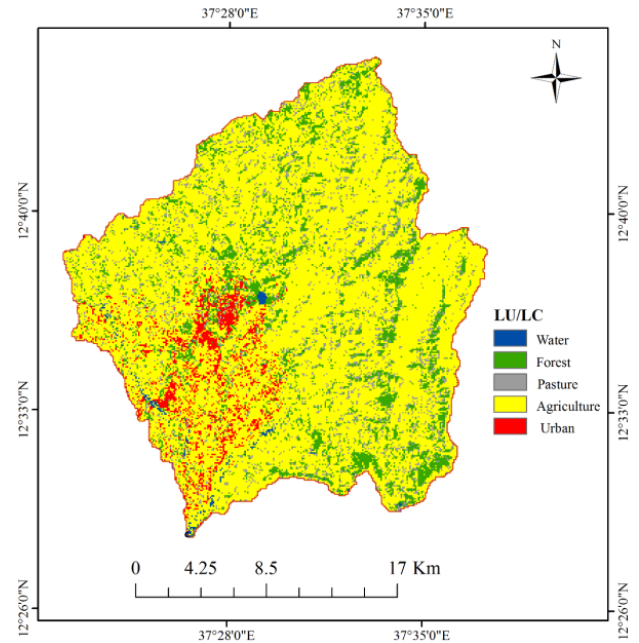 37°28'0"E 37°35'0"E
N
12°40'0"N 12°40'0"N
LU/LC
Water
Forest
Pasture
Agriculture
Urban
12°33'0"N 12°33'0"N
0 4.25 8.5 17 Km
12°26'0"N 12°26'0"N
37°28'0"E 37°35'0"E